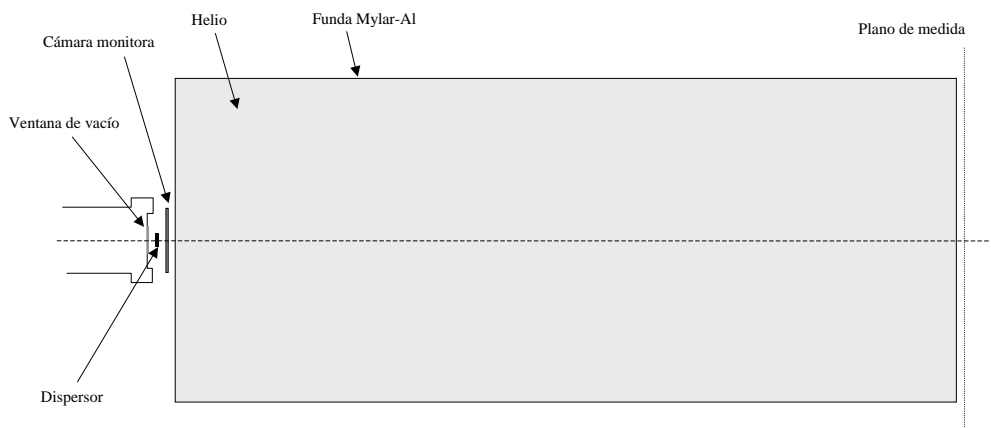 Helio
Funda Mylar-Al
Plano de medida
Cámara monitora
Ventana de vacío
Dispersor